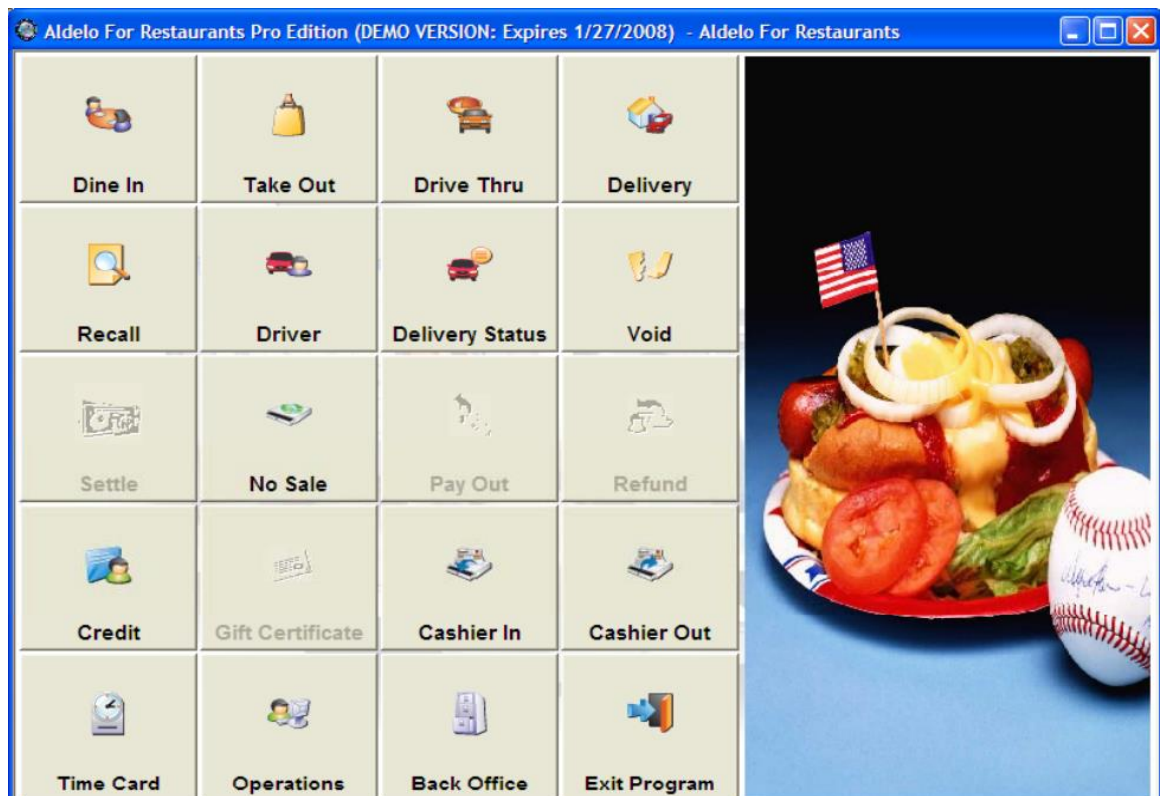 Aldelo For Restaurants Pro Edition (DEMO VERSION: Expires 1/27/2008) - Aldelo For Restaurants
Dine In
Take Out
Drive Thru
Delivery
Recall
Driver
Delivery Status
Void
Settle
No Sale
Pay Out
Refund
Credit
Gift Certificate
Cashier In
Cashier Out
Time Card
Operations
Back Office
Exit Program